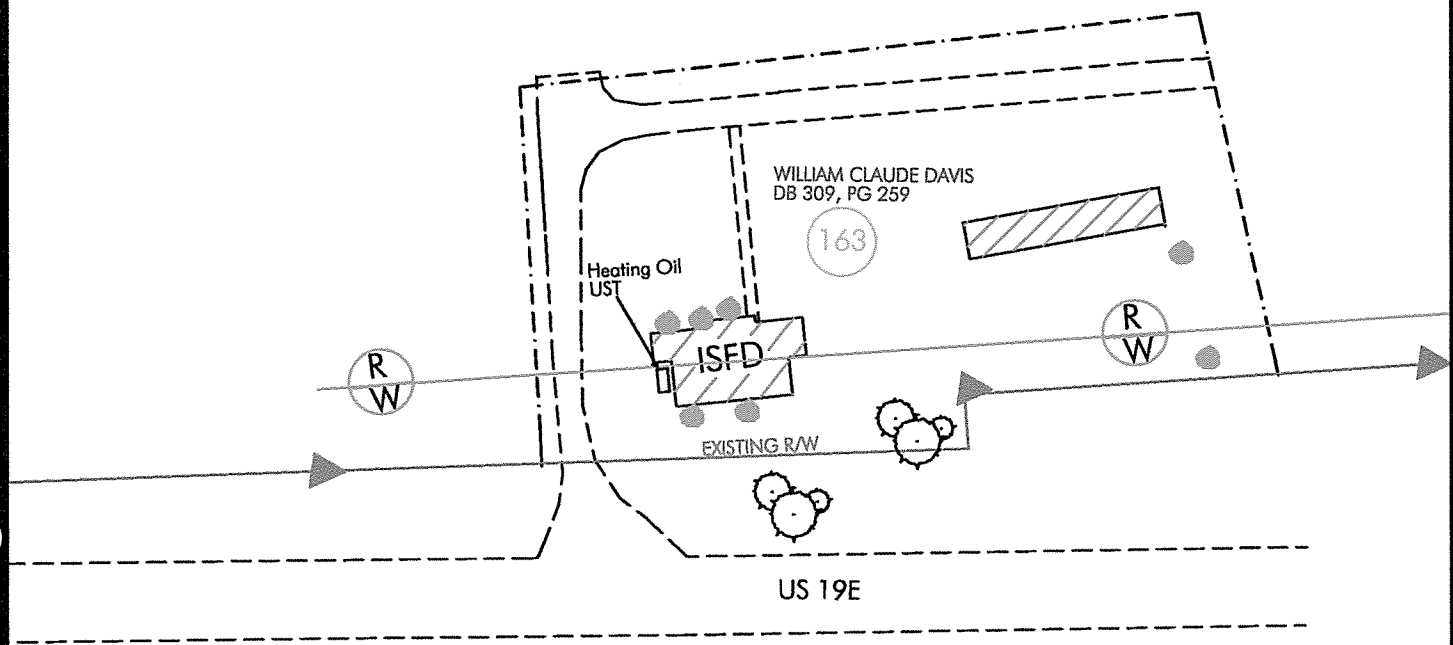 WILLIAM CLAUDE DAVIS
DB 309, PG 259
163
Heating Oil
UST
R
W
ISFD
R
W
EXISTING R/W
US 19E